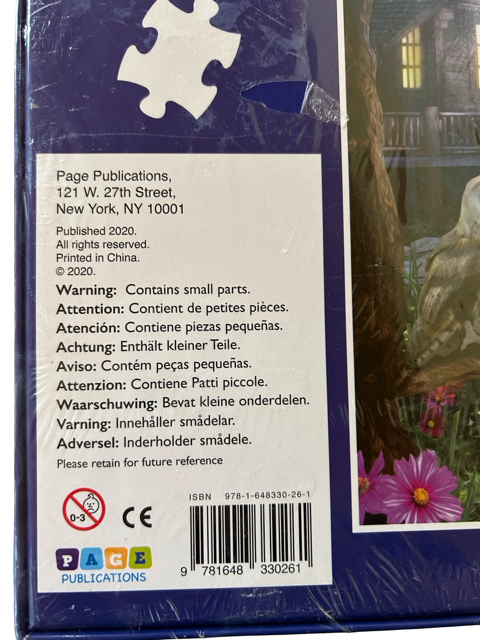 Page Publications,
121 W. 27th Street,
New York, NY 10001
Published 2020.
All rights reserved.
Printed in China.
© 2020.
Warning: Contains small parts.
Attention: Contient de petites pièces.
Atención: Contiene piezas pequeñas.
Achtung: Enthält kleiner Teile.
Aviso: Contém peças pequenas.
Attenzion: Contiene Patti piccole.
Waarschuwing: Bevat kleine onderdelen.
Varning: Innehåller smådelar.
Adversel: Inderholder smådele.
Please retain for future reference
0-3
CE
ISBN 978-1-648330-26-1
9 781648 330261
PAGE
PUBLICATIONS